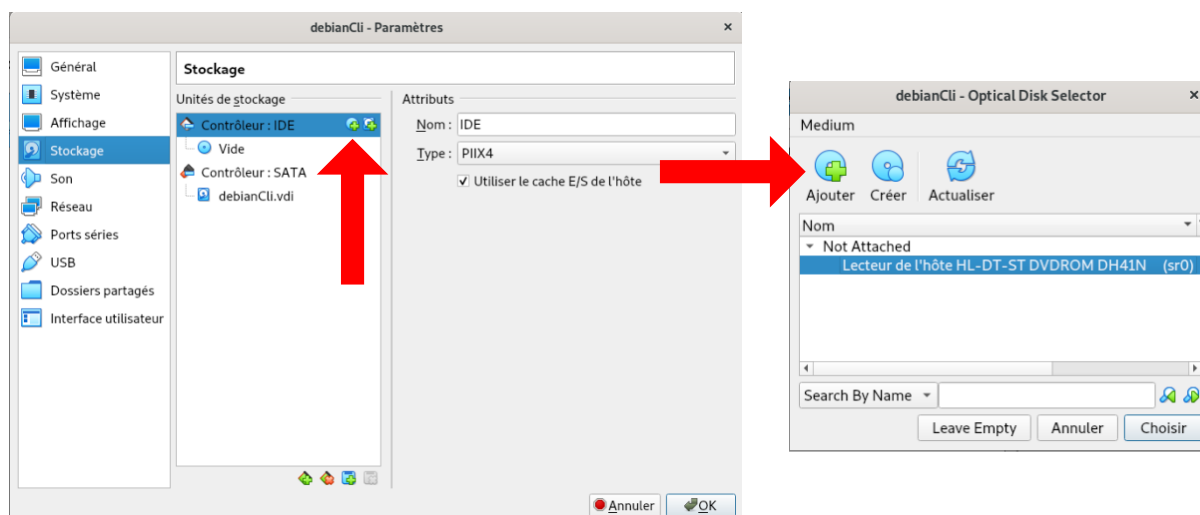 debianCli - Paramètres
×
Général
Système
Affichage
Stockage
Son
Réseau
Ports séries
USB
Dossiers partagés
Interface utilisateur
Stockage
Unités de stockage
Contrôleur : IDE
Vide
Contrôleur : SATA
debianCli.vdi
Attributs
Nom : IDE
Type : PIIX4
Utiliser le cache E/S de l'hôte
Annuler
OK
debianCli - Optical Disk Selector
×
Medium
Ajouter Créer Actualiser
Nom
Not Attached
Lecteur de l'hôte HL-DT-ST DVDROM DH41N (sr0)
Search By Name
Leave Empty Annuler Choisir